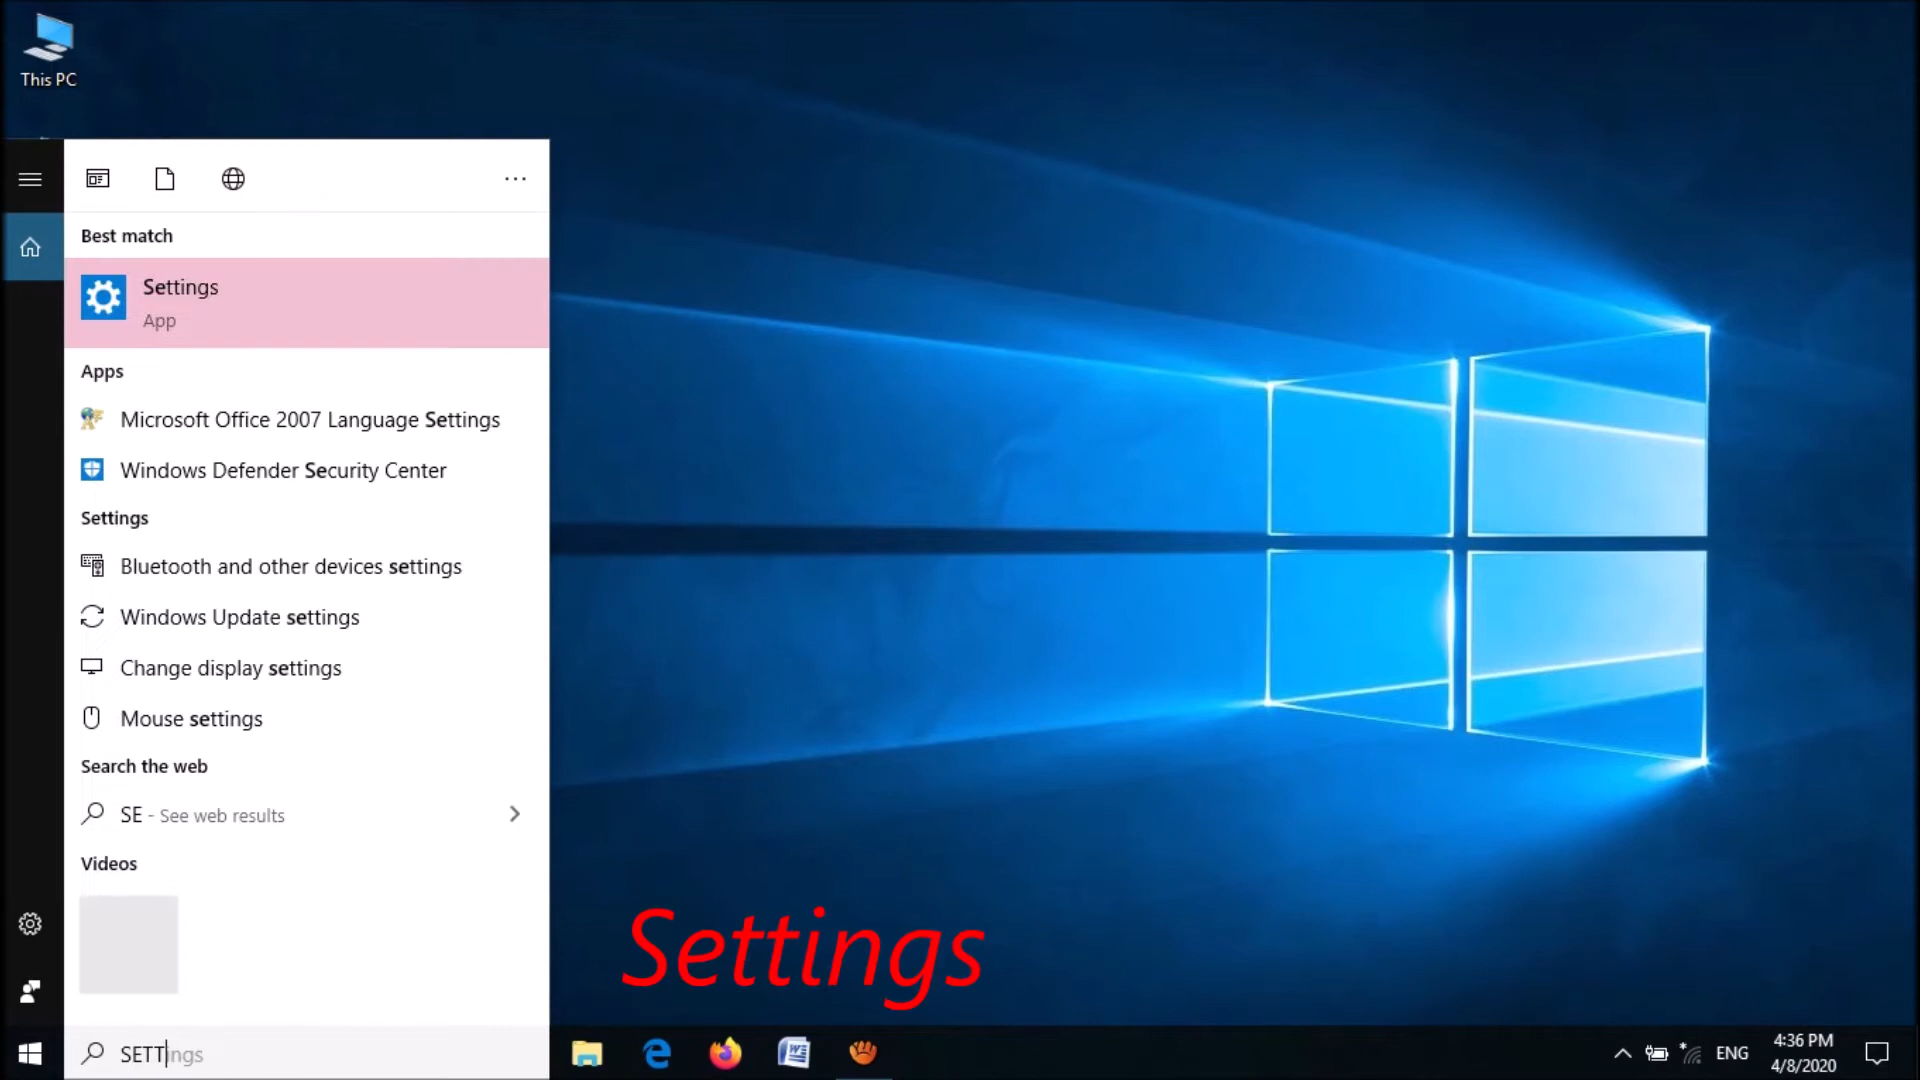 This PC
Best match
Settings
App
Apps
Microsoft Office 2007 Language Settings
Windows Defender Security Center
Settings
Bluetooth and other devices settings
Windows Update settings
Change display settings
Mouse settings
Search the web
SE - See web results
Videos
Settings
SETTings
ENG
4:36 PM
4/8/2020